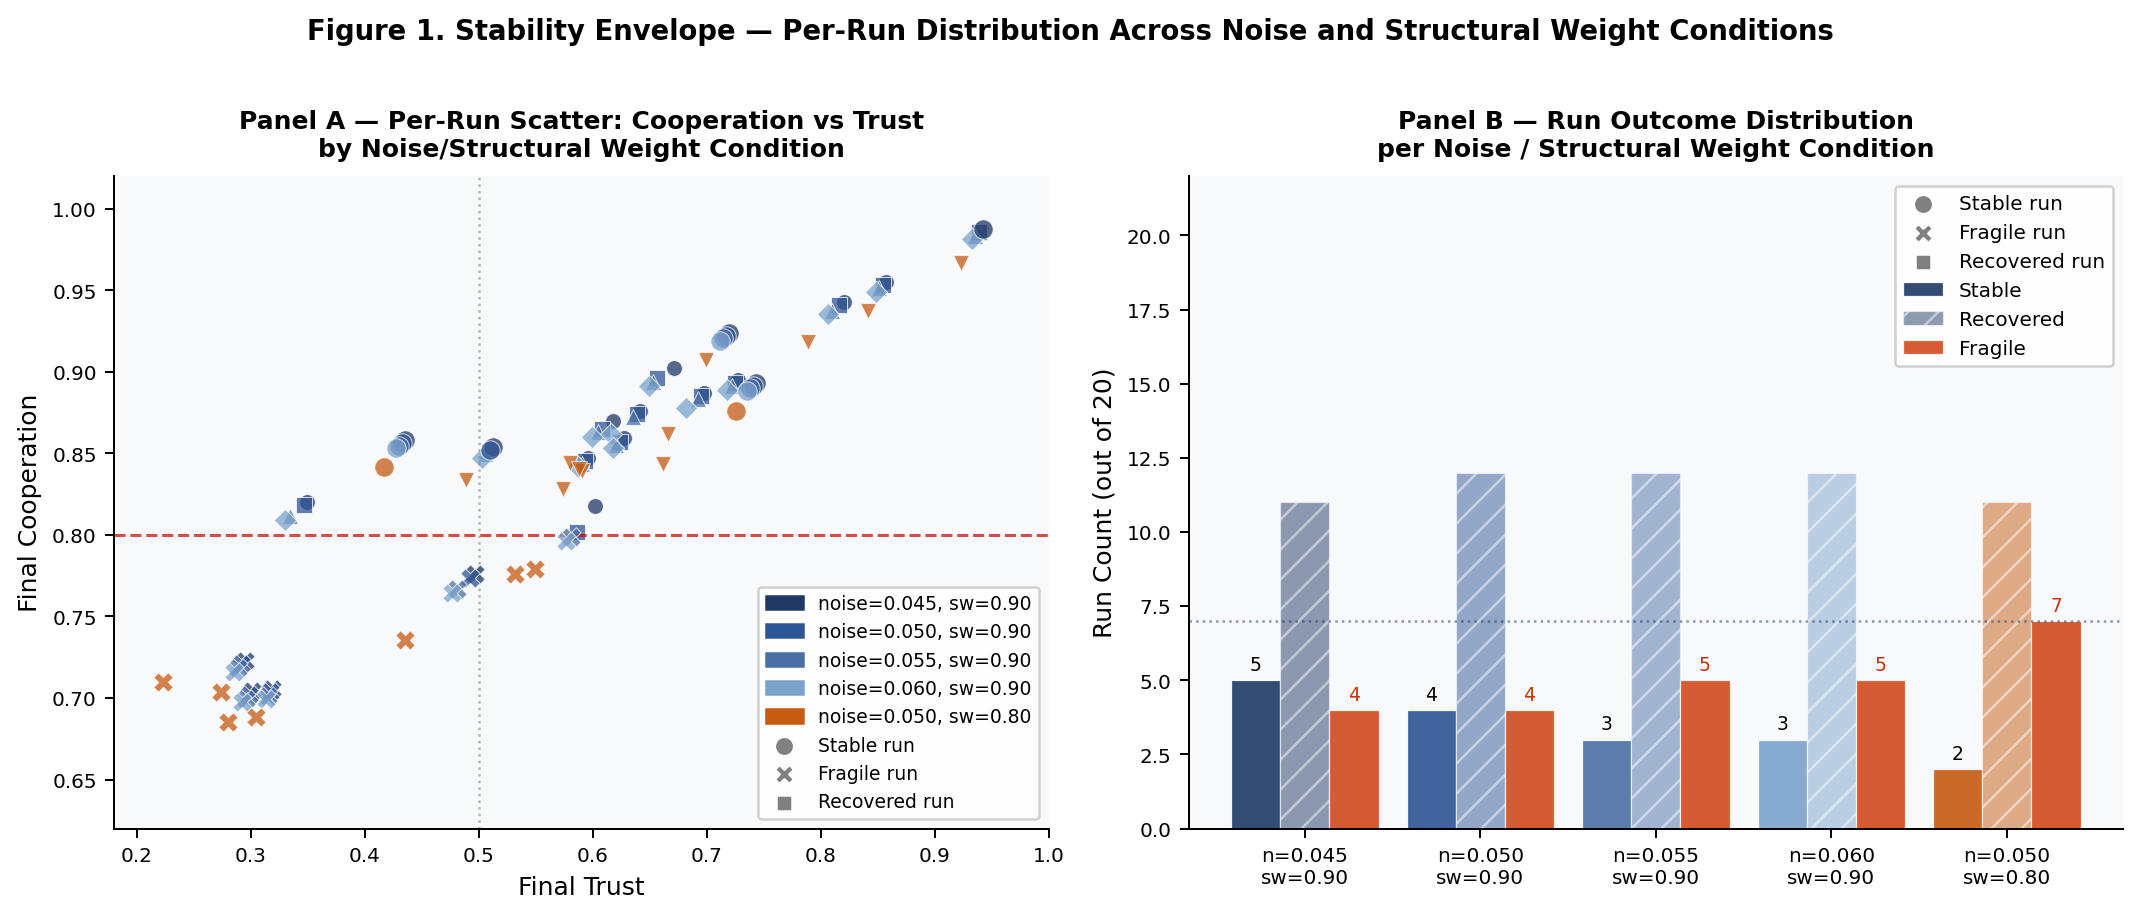 Figure 1. Stability Envelope — Per-Run Distribution Across Noise and Structural Weight Conditions
Panel A — Per-Run Scatter: Cooperation vs Trust
by Noise/Structural Weight Condition
Final Cooperation
1.00
0.95
0.90
0.85
0.80
0.75
0.70
0.65
0.2
0.3
0.4
0.5
0.6
0.7
0.8
0.9
1.0
Final Trust
noise=0.045, sw=0.90
noise=0.050, sw=0.90
noise=0.055, sw=0.90
noise=0.060, sw=0.90
noise=0.050, sw=0.80
Stable run
Fragile run
Recovered run
Panel B — Run Outcome Distribution
per Noise / Structural Weight Condition
Run Count (out of 20)
20.0
17.5
15.0
12.5
10.0
7.5
5.0
2.5
0.0
Stable run
Fragile run
Recovered run
Stable
Recovered
Fragile
5
4
4
4
3
5
3
5
2
7
n=0.045
sw=0.90
n=0.050
sw=0.90
n=0.055
sw=0.90
n=0.060
sw=0.90
n=0.050
sw=0.80